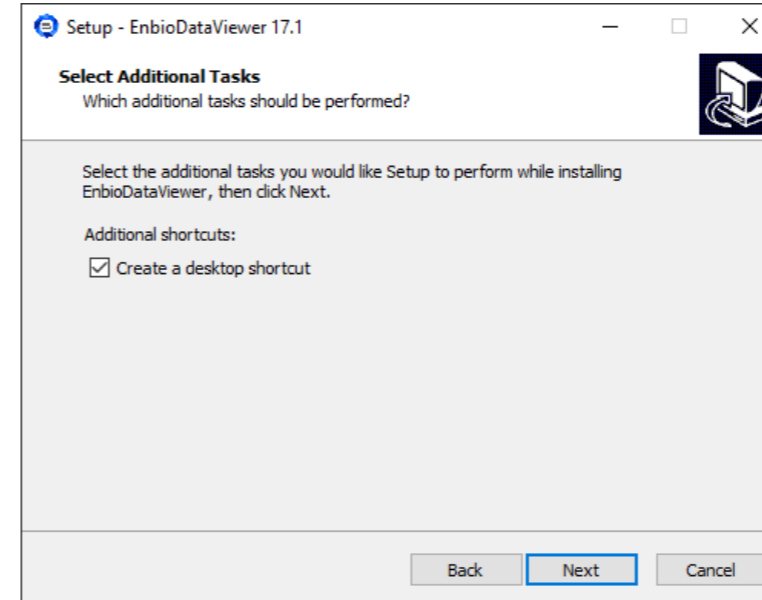 Setup - EnbioDataViewer 17.1
Select Additional Tasks
Which additional tasks should be performed?
Select the additional tasks you would like Setup to perform while installing
EnbioDataViewer, then click Next.
Additional shortcuts:
Create a desktop shortcut
Back Next Cancel